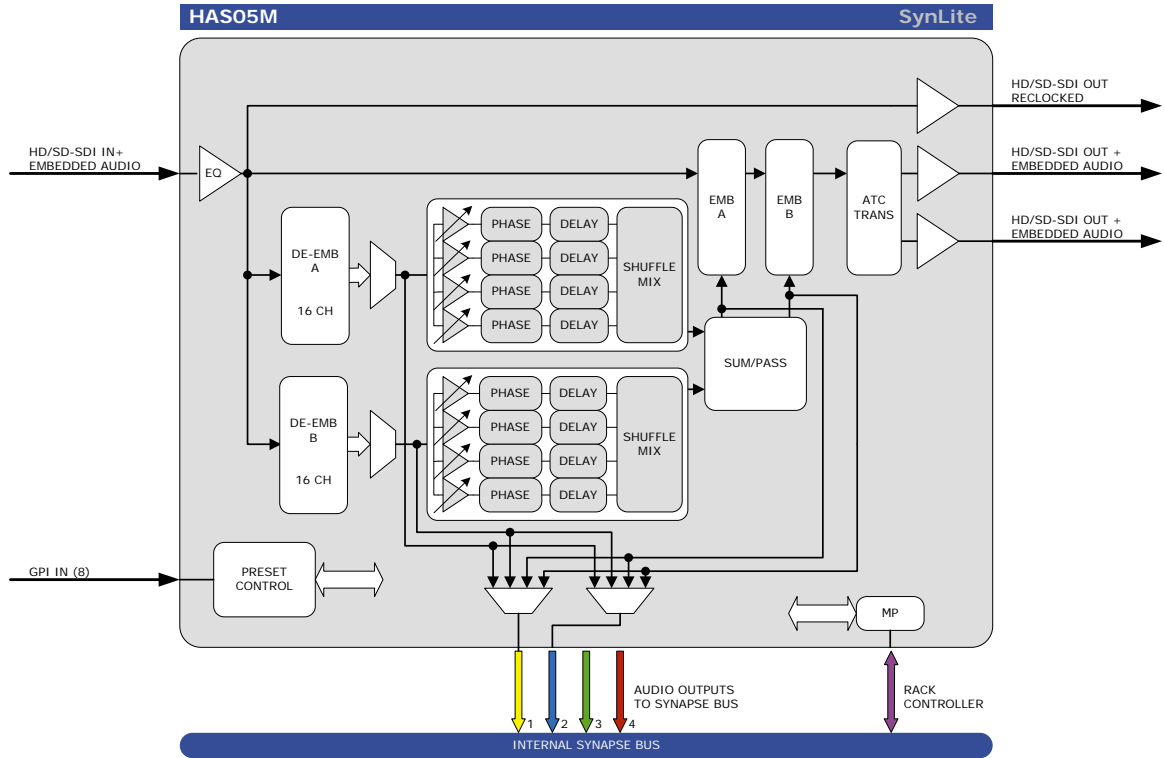 HAS05M
SynLite
HD/SD-SDI OUT
RECLOCKED
HD/SD-SDI IN+
EMBEDDED AUDIO
EQ
HD/SD-SDI OUT +
EMBEDDED AUDIO
EMB
A
EMB
B
ATC
TRANS
HD/SD-SDI OUT +
EMBEDDED AUDIO
DE-EMB
A
16 CH
PHASE
DELAY
PHASE
DELAY
PHASE
DELAY
PHASE
DELAY
SHUFFLE
MIX
SUM/PASS
DE-EMB
B
16 CH
PHASE
DELAY
PHASE
DELAY
PHASE
DELAY
PHASE
DELAY
SHUFFLE
MIX
GPI IN (8)
PRESET
CONTROL
MP
AUDIO OUTPUTS
TO SYNAPSE BUS
RACK
CONTROLLER
1
2
3
4
INTERNAL SYNAPSE BUS